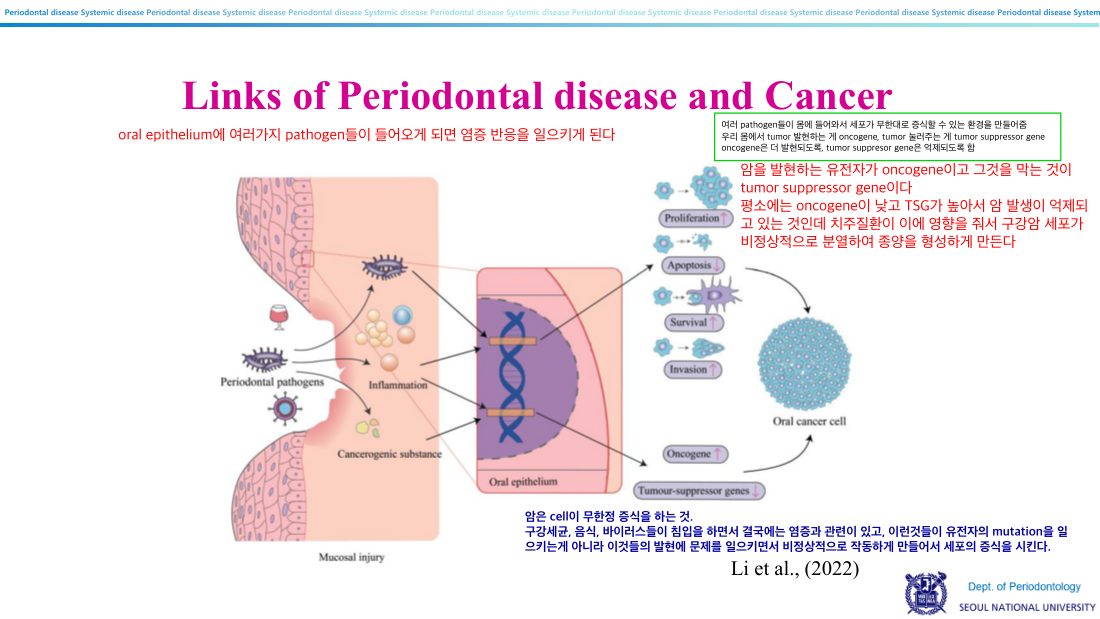 Periodontal disease Systemic disease Periodontal disease Systemic disease Periodontal disease Systemic disease Periodontal disease Systemic disease Periodontal disease Systemic disease Periodontal disease Systemic disease Periodontal disease Systemic disease Periodontal disease System
Links of Periodontal disease and Cancer
oral epithelium에 여러가지 pathogen들이 들어오게 되면 염증 반응을 일으키게 된다
여러 pathogen들이 몸에 들어와서 세포가 무한대로 증식할 수 있는 환경을 만들어줌
우리 몸에서 tumor 발현하는 게 oncogene, tumor 눌러주는 게 tumor suppressor gene
oncogene은 더 발현되도록, tumor suppresor gene은 억제되도록 함
암을 발현하는 유전자가 oncogene이고 그것을 막는 것이
tumor suppressor gene이다
평소에는 oncogene이 낮고 TSG가 높아서 암 발생이 억제되
고 있는 것인데 치주질환이 이에 영향을 줘서 구강암 세포가
비정상적으로 분열하여 종양을 형성하게 만든다
Proliferation↑
Apoptosis↓
Survival↑
Invasion↑
Periodontal pathogens
Inflammation
Cancerogenic substance
Oral cancer cell
Oncogene↑
Oral epithelium
Tumour-suppressor genes↓
암은 cell이 무한정 증식을 하는 것.
구강세균, 음식, 바이러스들이 침입을 하면서 결국에는 염증과 관련이 있고, 이런것들이 유전자의 mutation을 일
으키는게 아니라 이것들의 발현에 문제를 일으키면서 비정상적으로 작동하게 만들어서 세포의 증식을 시킨다.
Mucosal injury
Li et al., (2022)
Dept. of Periodontology
SEOUL NATIONAL UNIVERSITY